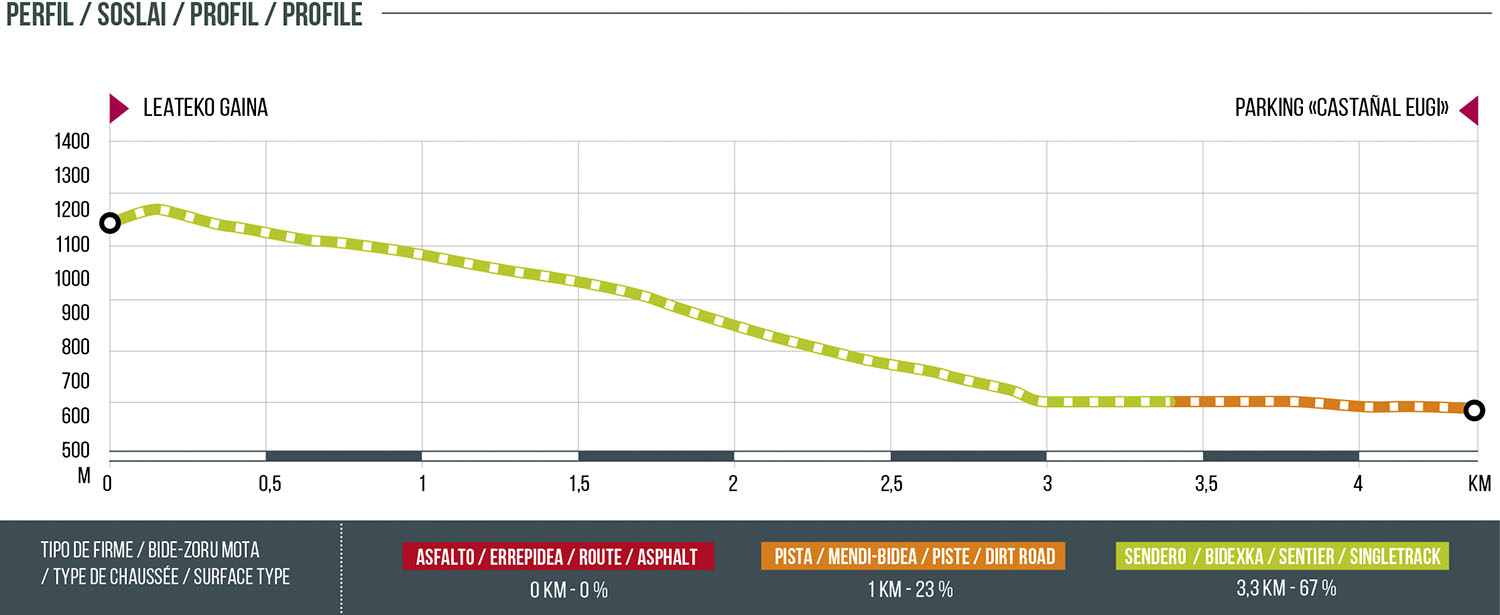 PERFIL / SOSLAI / PROFIL / PROFILE
LEATEKO GAINA
PARKING «CASTAÑAL EUGI»
1400
1300
1200
1100
1000
900
800
700
600
500
M
0
0,5
1
1,5
2
2,5
3
3,5
4
KM
TIPO DE FIRME / BIDE-ZORU MOTA
/ TYPE DE CHAUSSÉE / SURFACE TYPE
ASFALTO / ERREPIDEA / ROUTE / ASPHALT
0 KM - 0 %
PISTA / MENDI-BIDEA / PISTE / DIRT ROAD
1 KM - 23 %
SENDERO / BIDEXKA / SENTIER / SINGLETRACK
3,3 KM - 67 %